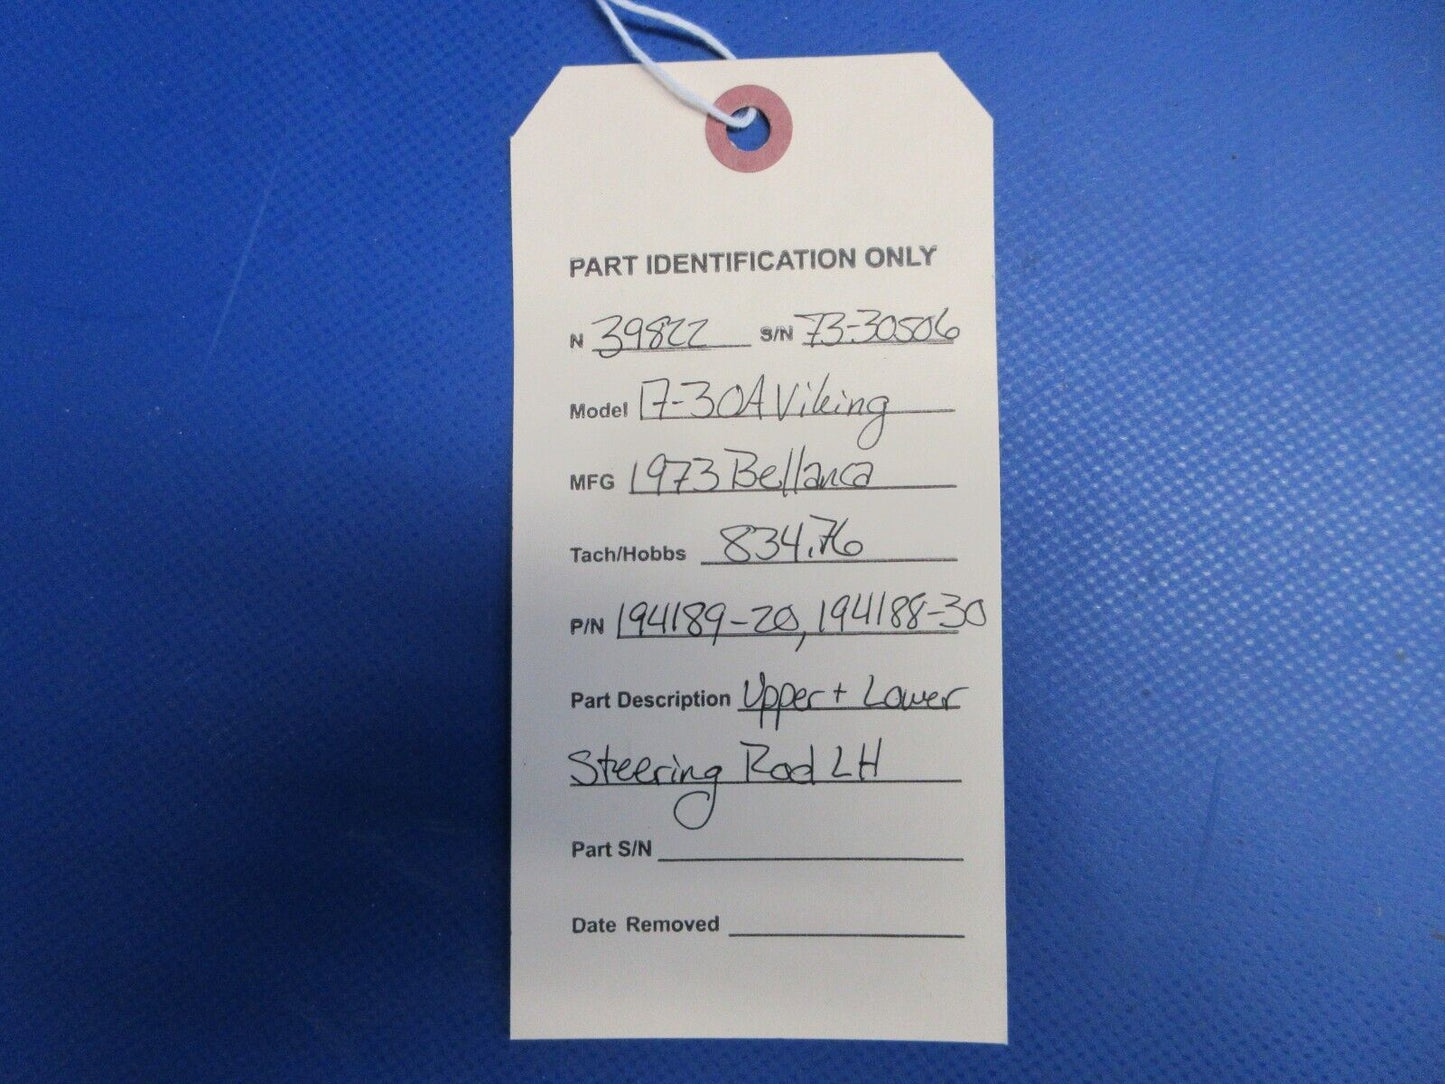 PART IDENTIFICATION ONLY
N 39822 S/N 73-30506
Model 17-30A Viking
MFG 1973 Bellanca
Tach/Hobbs 834.76
P/N 194189-20, 194188-30
Part Description Upper + Lower
Steering Rod LH
Part S/N
Date Removed